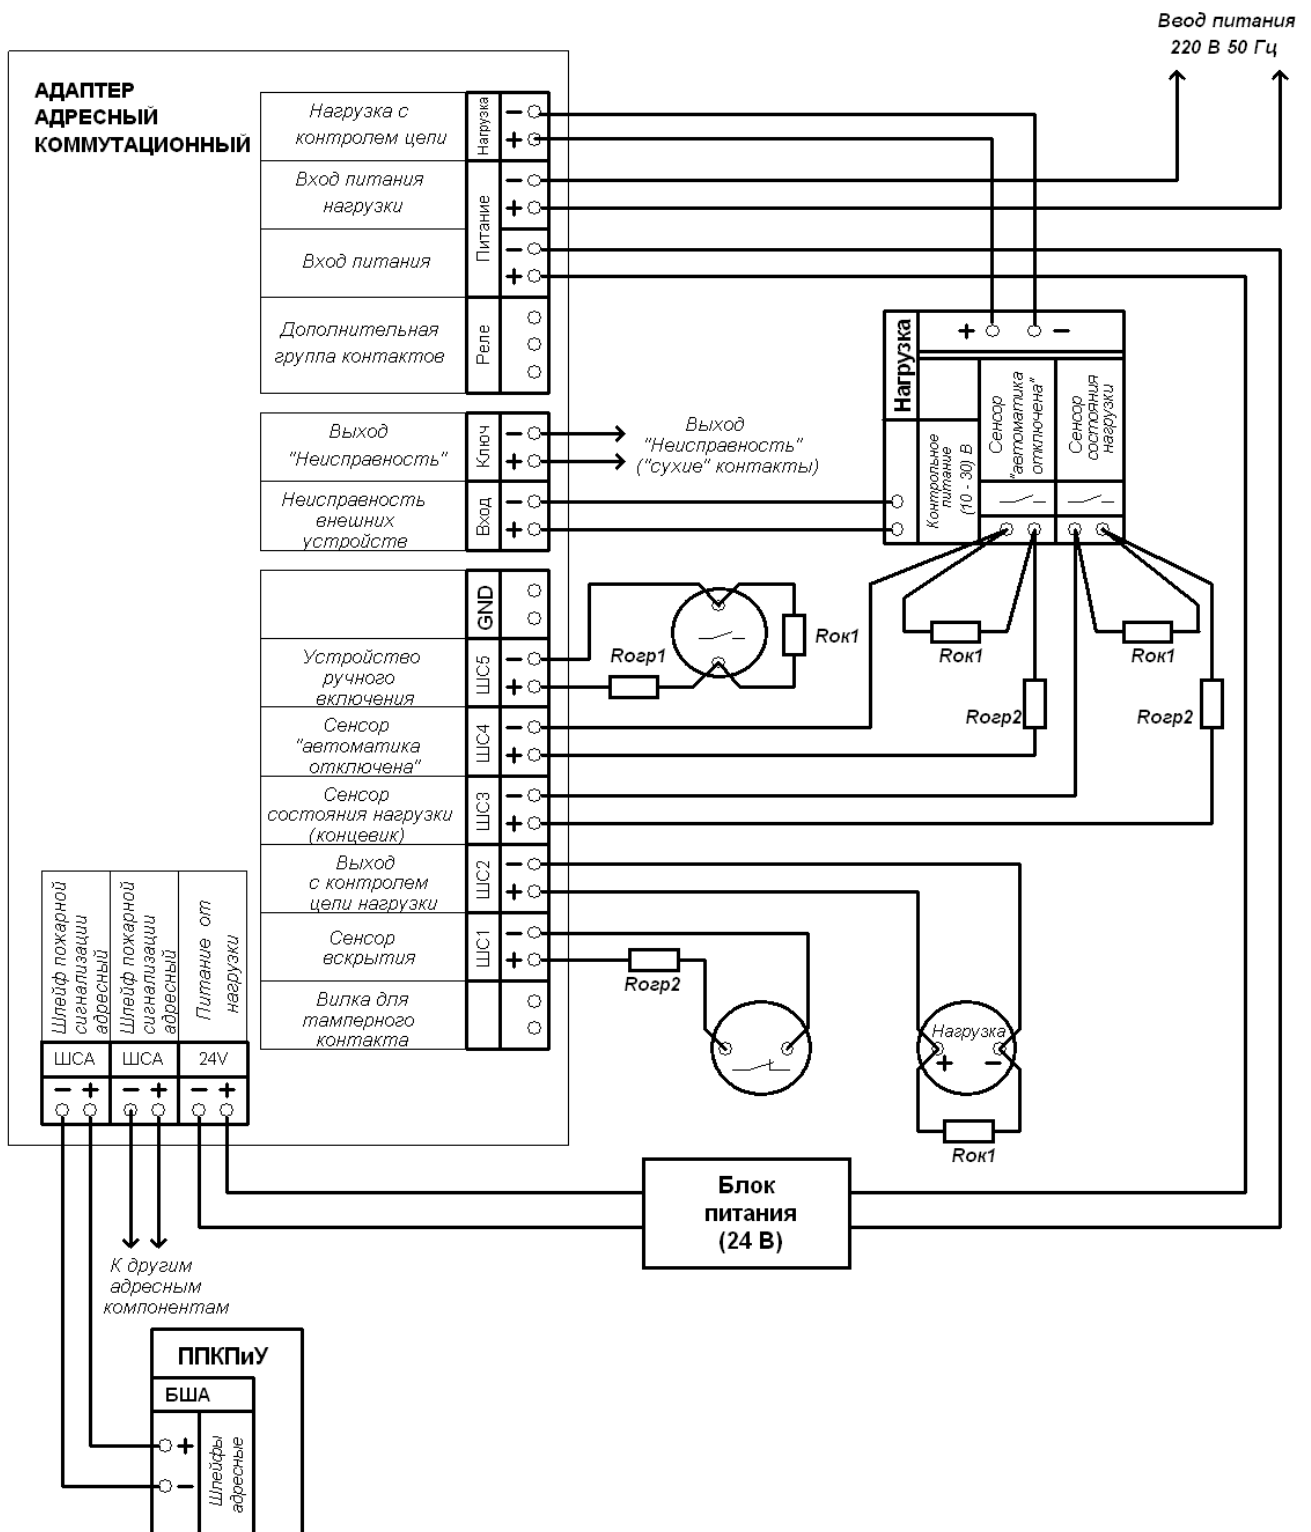 Ввод питания
220 В 50 Гц
АДАПТЕР
АДРЕСНЫЙ
КОММУТАЦИОННЫЙ
Нагрузка с
контролем цепи
Нагрузка
− +
Вход питания
нагрузки
Питание
− +
Вход питания
− +
Дополнительная
группа контактов
Реле
Выход
"Неисправность"
Ключ
− +
Выход
"Неисправность"
("сухие" контакты)
Неисправность
внешних
устройств
Вход
− +
Нагрузка
+ −
Контрольное
питание
(10 - 30) В
Сенсор
"автоматика
отключена"
Сенсор
состояния
нагрузки
GND
Устройство
ручного
включения
ШС5
− +
Rогр1
Rок1
Rок1
Rок1
Rогр2
Rогр2
Сенсор
"автоматика
отключена"
ШС4
− +
Сенсор
состояния нагрузки
(концевик)
ШС3
− +
Выход
с контролем
цепи нагрузки
ШС2
− +
Сенсор
вскрытия
ШС1
− +
Rогр2
Вилка для
тамперного
контакта
Нагрузка
+ −
Rок1
Шлейф пожарной
сигнализации
адресный
Шлейф пожарной
сигнализации
адресный
Питание от
нагрузки
ШСА
ШСА
24V
− + − + − +
Блок
питания
(24 В)
К другим
адресным
компонентам
ППКПиУ
БША
+
−
Шлейфы
адресные